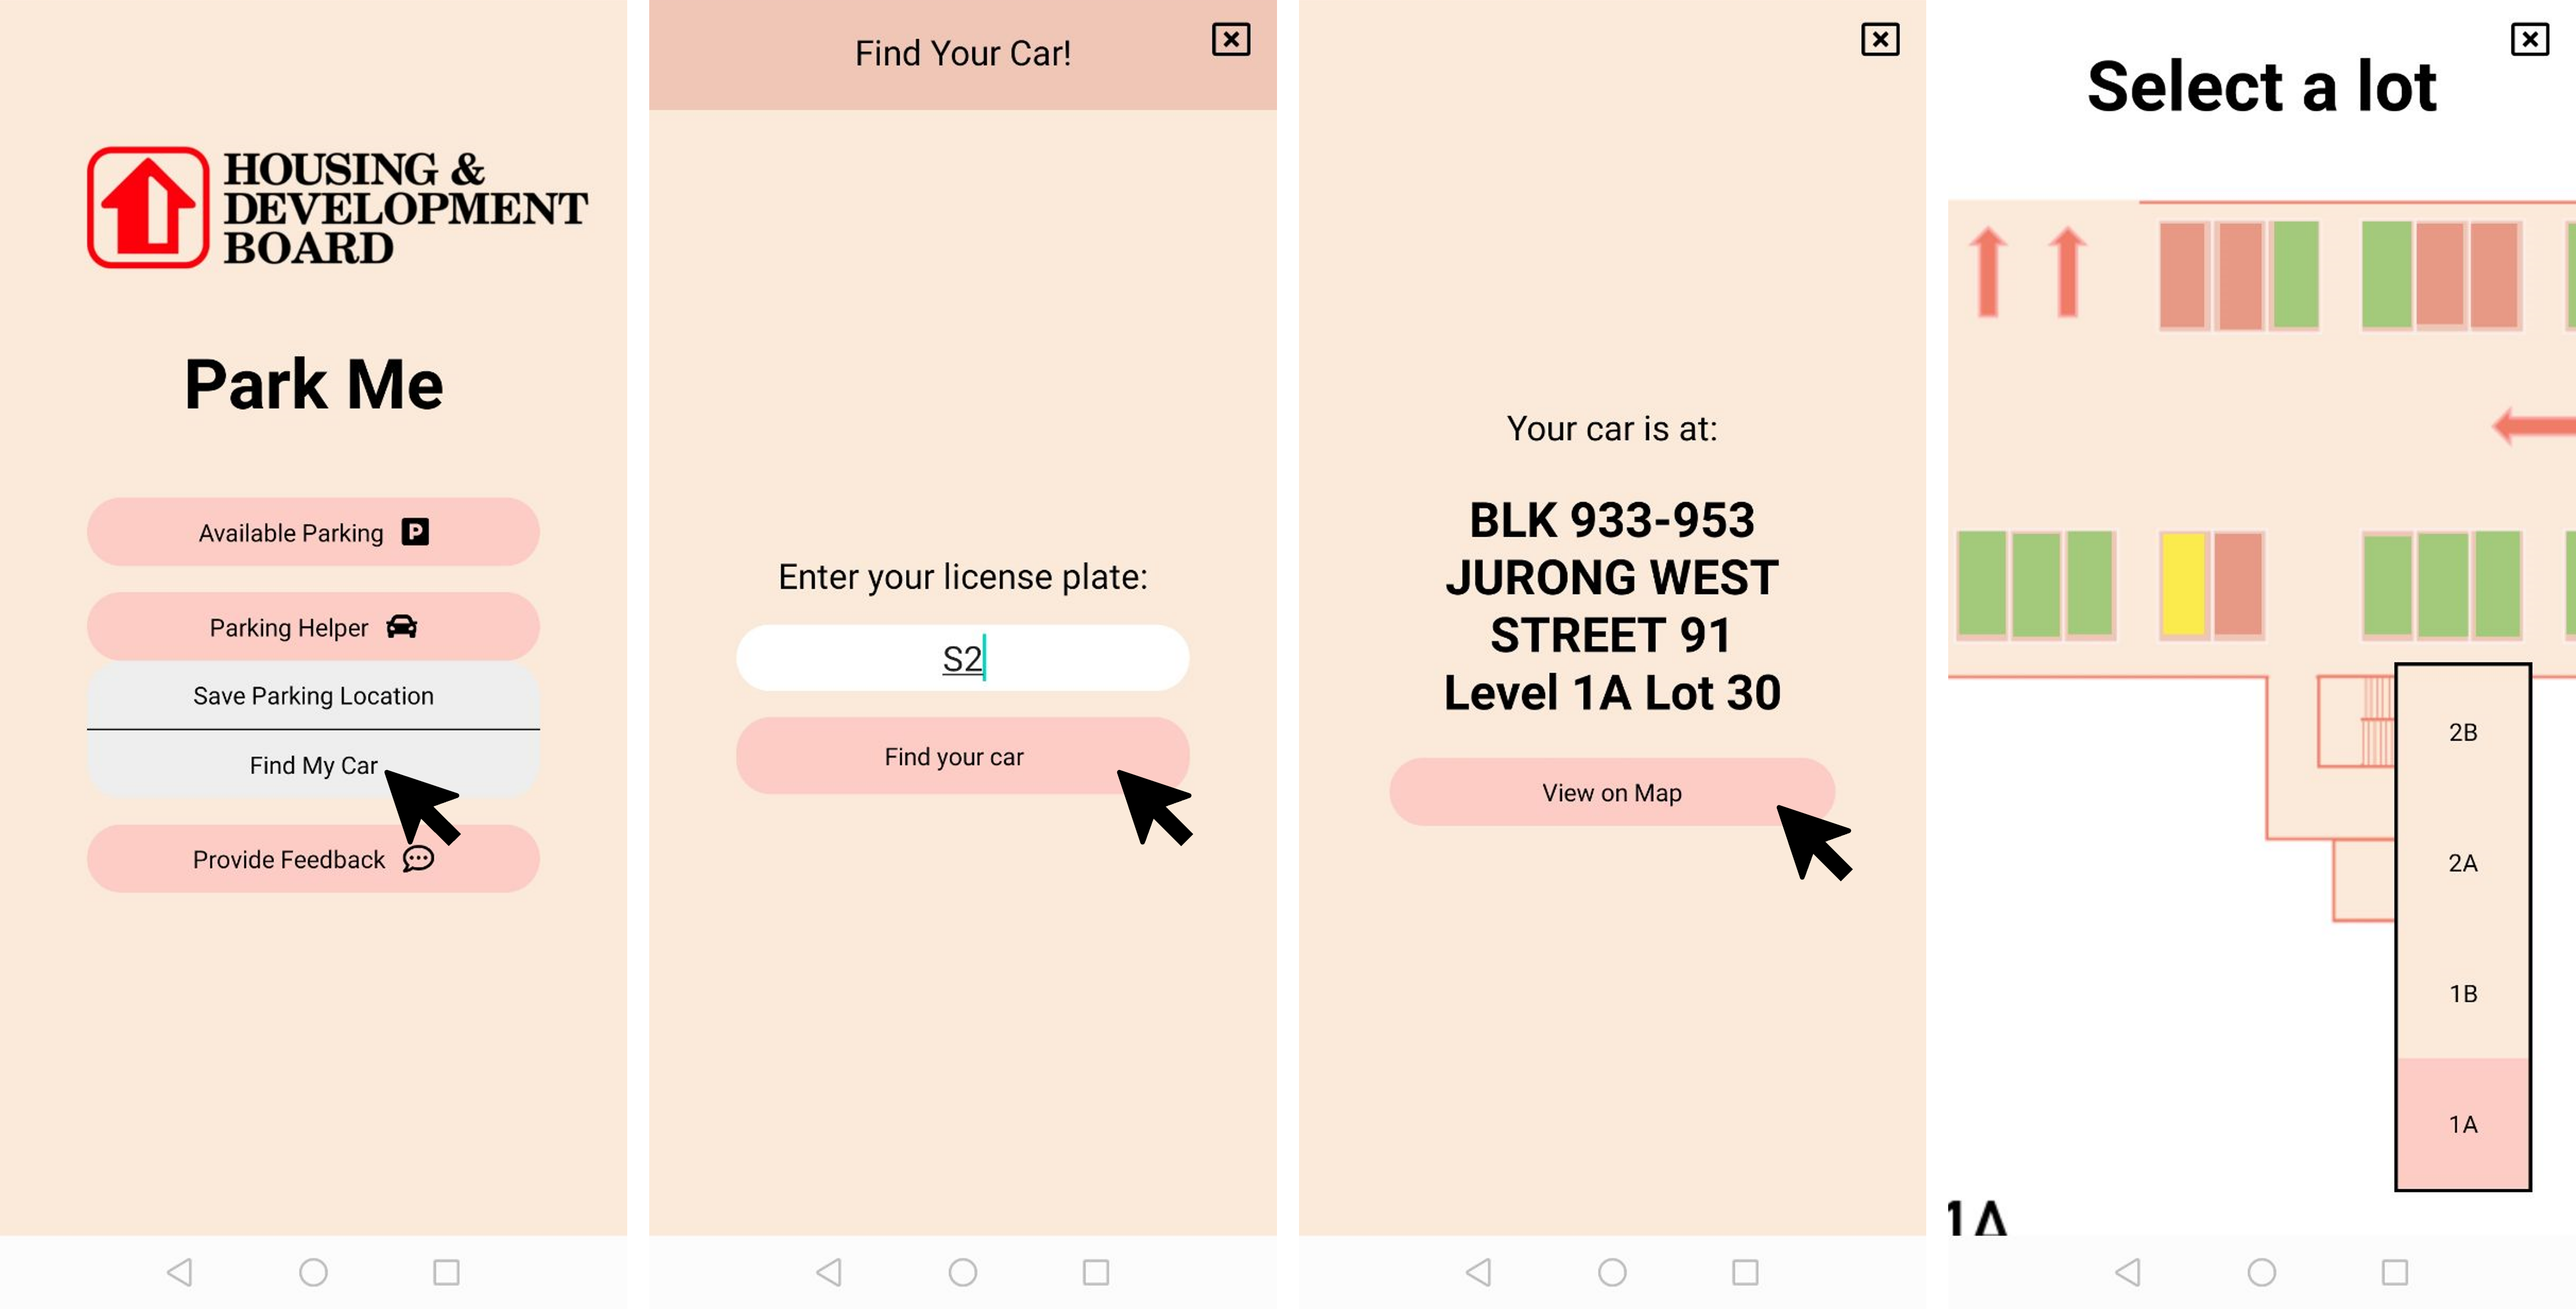 HOUSING &
DEVELOPMENT
BOARD
Park Me
Available Parking
P
Parking Helper
Save Parking Location
Find My Car
Provide Feedback
Find Your Car!
Enter your license plate:
S2
Find your car
Your car is at:
BLK 933-953
JURONG WEST
STREET 91
Level 1A Lot 30
View on Map
Select a lot
2B
2A
1B
1A
1A